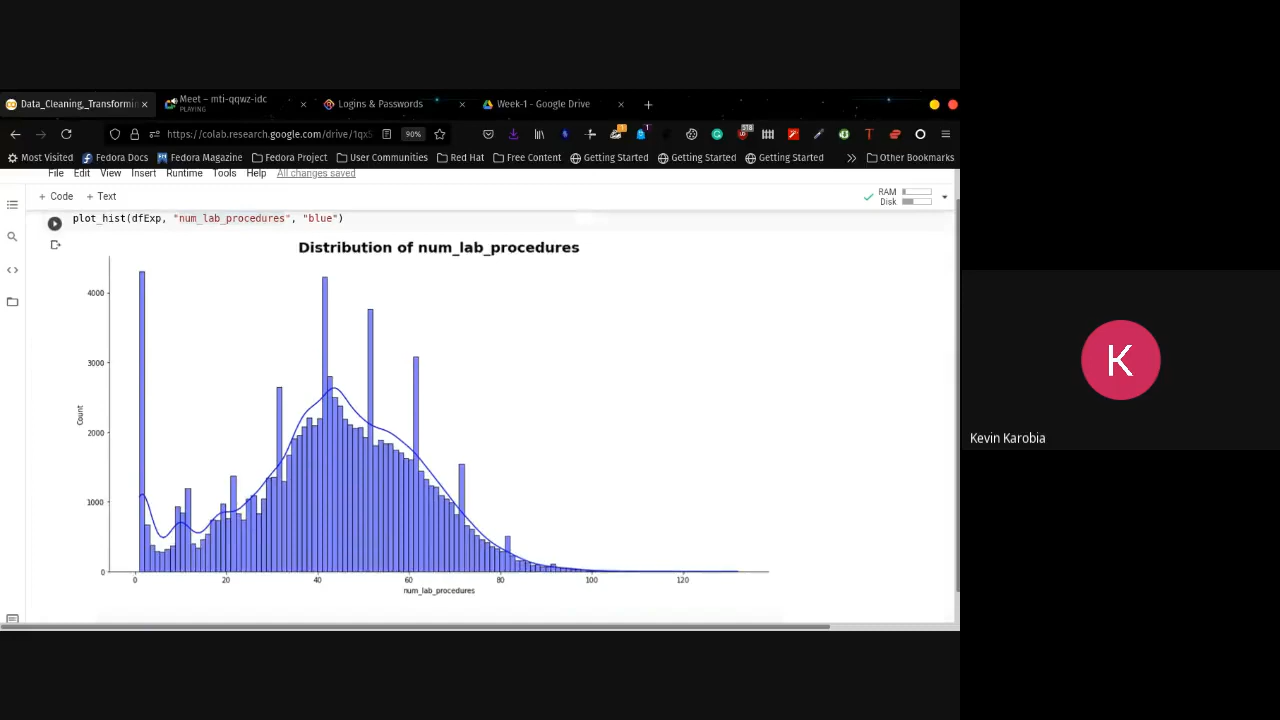 Data_Cleaning,_Transformin
Meet – mti-qqwz-idc
PLAYING
Logins & Passwords
Week-1 - Google Drive
https://colab.research.google.com/drive/1qx5
90%
Most Visited
Fedora Docs
Fedora Magazine
Fedora Project
User Communities
Red Hat
Free Content
Getting Started
Getting Started
Getting Started
Other Bookmarks
File Edit View Insert Runtime Tools Help All changes saved
+ Code + Text
RAM
Disk
plot_hist(dfExp, "num_lab_procedures", "blue")
Distribution of num_lab_procedures
4000
3000
2000
1000
0
Count
0 20 40 60 80 100 120
num_lab_procedures
K
Kevin Karobia